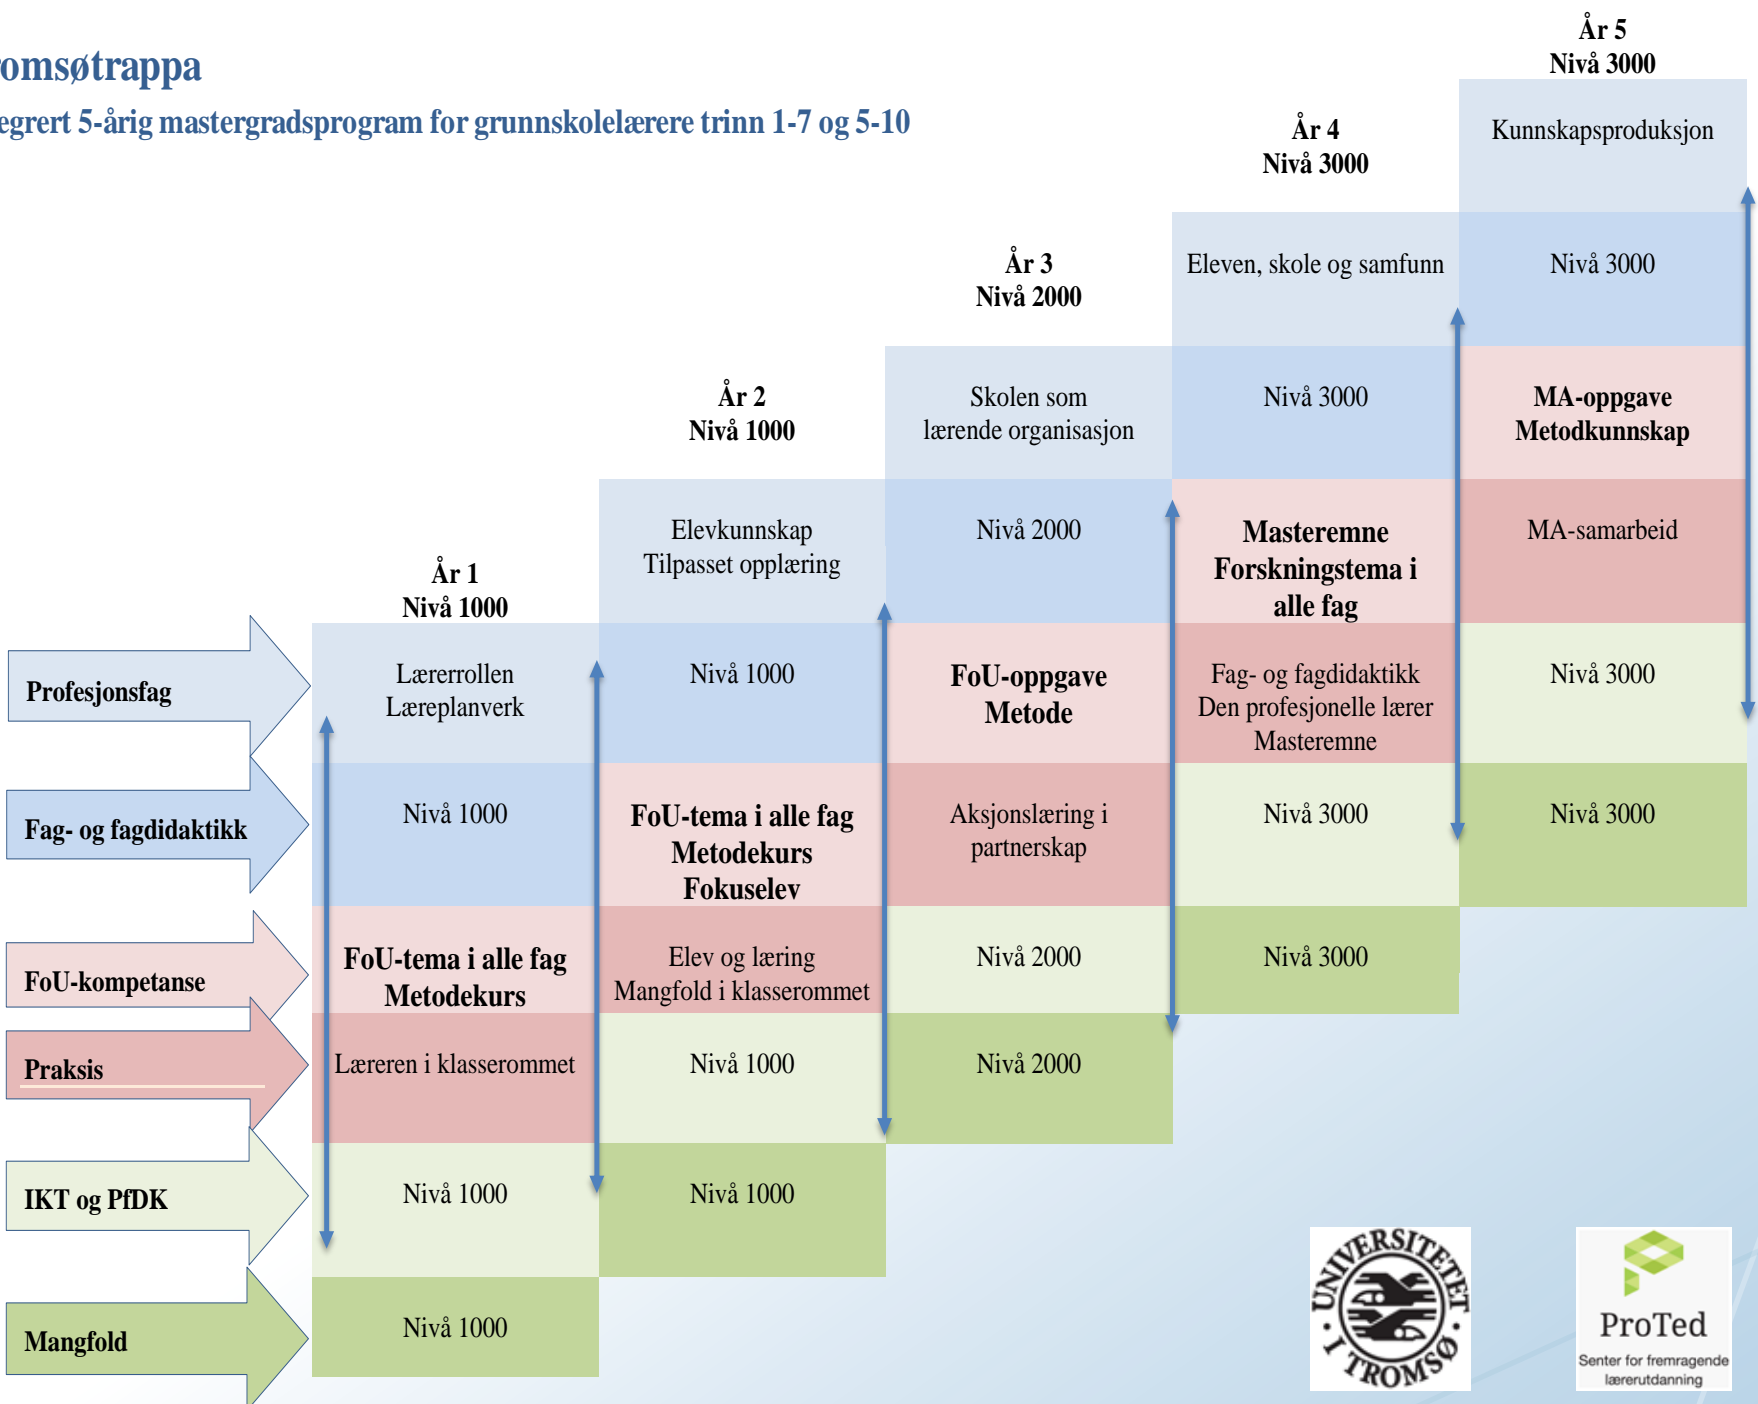 omsøtrappa
egrert 5-årig mastergradsprogram for grunnskolelærere trinn 1-7 og 5-10
År 1
Nivå 1000
År 2
Nivå 1000
År 3
Nivå 2000
År 4
Nivå 3000
År 5
Nivå 3000
Profesjonsfag
Fag- og fagdidaktikk
FoU-kompetanse
Praksis
IKT og PfDK
Mangfold
Lærerrollen
Læreplanverk
Nivå 1000
FoU-tema i alle fag
Metodekurs
Læreren i klasserommet
Nivå 1000
Nivå 1000
Elevkunnskap
Tilpasset opplæring
Nivå 1000
FoU-tema i alle fag
Metodekurs
Fokuselev
Elev og læring
Mangfold i klasserommet
Nivå 1000
Nivå 1000
Skolen som
lærende organisasjon
Nivå 2000
FoU-oppgave
Metode
Aksjonslæring i
partnerskap
Nivå 2000
Nivå 2000
Eleven, skole og samfunn
Nivå 3000
Masteremne
Forskningstema i
alle fag
Fag- og fagdidaktikk
Den profesjonelle lærer
Masteremne
Nivå 3000
Nivå 3000
Kunnskapsproduksjon
Nivå 3000
MA-oppgave
Metodkunnskap
MA-samarbeid
Nivå 3000
Nivå 3000
UNIVERSITETET
I TROMSØ
ProTed
Senter for fremragende
lærerutdanning